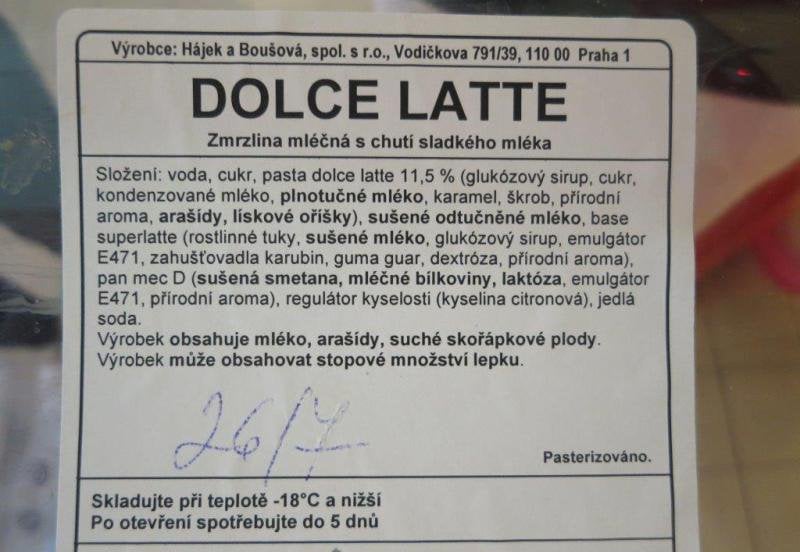 Výrobce: Hájek a Boušová, spol. s r.o., Vodičkova 791/39, 110 00 Praha 1
DOLCE LATTE
Zmrzlina mléčná s chutí sladkého mléka
Složení: voda, cukr, pasta dolce latte 11,5 % (glukózový sirup, cukr,
kondenzované mléko, plnotučné mléko, karamel, škrob, přírodní
aroma, arašídy, lískové oříšky), sušené odtučněné mléko, base
superlatte (rostlinné tuky, sušené mléko, glukózový sirup, emulgátor
E471, zahušťovadla karubin, guma guar, dextróza, přírodní aroma),
pan mec D (sušená smetana, mléčné bílkoviny, laktóza, emulgátor
E471, přírodní aroma), regulátor kyselosti (kyselina citronová), jedlá
soda.
Výrobek obsahuje mléko, arašídy, suché skořápkové plody.
Výrobek může obsahovat stopové množství lepku.
26/7
Pasterizováno.
Skladujte při teplotě -18°C a nižší
Po otevření spotřebujte do 5 dnů